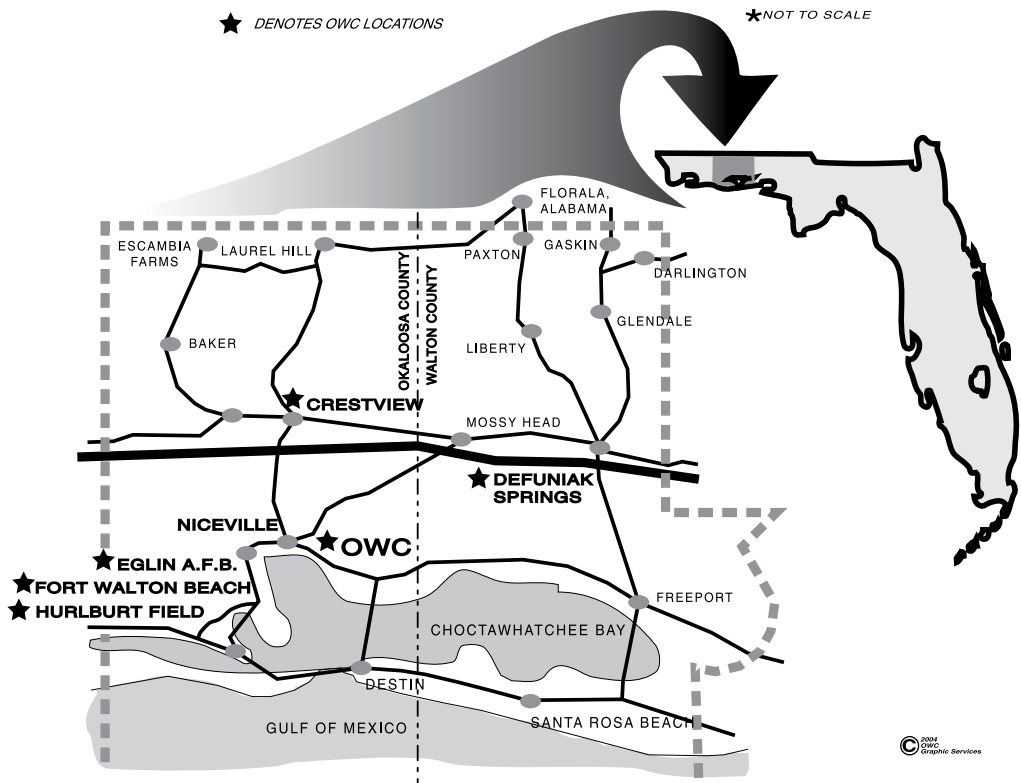 ★ DENOTES OWC LOCATIONS
*NOT TO SCALE
FLORALA,
ALABAMA
ESCAMBIA
FARMS
LAUREL HILL
PAXTON
GASKIN
DARLINGTON
OKALOOSA COUNTY
WALTON COUNTY
GLENDALE
BAKER
LIBERTY
CRESTVIEW
MOSSY HEAD
DEFUNIAK
SPRINGS
NICEVILLE
OWC
EGLIN A.F.B.
FORT WALTON BEACH
HURLBURT FIELD
FREEPORT
CHOCTAWHATCHEE BAY
DESTIN
SANTA ROSA BEACH
GULF OF MEXICO
© 2004
OWC
Graphic Services